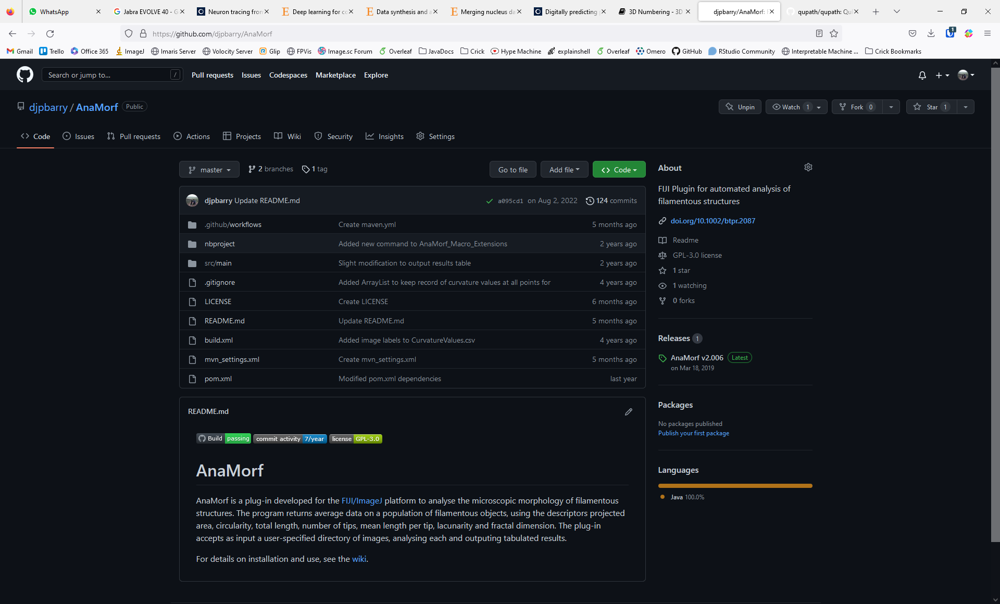 WhatsApp
Jabra EVOLVE 40 - G
Neuron tracing fron
Deep learning for c
Data synthesis and a
Merging nucleus da
Digitally predicting
3D Numbering - 3D
djpbarry/AnaMorf:
qupath/qupath: Qu
https://github.com/djpbarry/AnaMorf
1
Gmail
Trello
Office 365
ImageJ
Imaris Server
Volocity Server
Glip
FPVis
Image.sc Forum
Overleaf
JavaDocs
Crick
Hype Machine
explainshell
Overleaf
Omero
GitHub
RStudio Community
Interpretable Machine ...
Crick Bookmarks
Search or jump to... /
Pull requests
Issues
Codespaces
Marketplace
Explore
djpbarry / AnaMorf Public
Unpin
Watch 1
Fork 0
Star 1
Code
Issues
Pull requests
Actions
Projects
Wiki
Security
Insights
Settings
master
2 branches
1 tag
Go to file
Add file
Code
djpbarry Update README.md
a095cd1 on Aug 2, 2022
124 commits
.github/workflows Create maven.yml 5 months ago
nbproject Added new command to AnaMorf_Macro_Extensions 2 years ago
src/main Slight modification to output results table 2 years ago
.gitignore Added ArrayList to keep record of curvature values at all points for 4 years ago
LICENSE Create LICENSE 6 months ago
README.md Update README.md 5 months ago
build.xml Added image labels to CurvatureValues.csv 4 years ago
mvn_settings.xml Create mvn_settings.xml 5 months ago
pom.xml Modified pom.xml dependencies last year
README.md
Build passing
commit activity 7/year
license GPL-3.0
AnaMorf
AnaMorf is a plug-in developed for the FIJI/ImageJ platform to analyse the microscopic morphology of filamentous
structures. The program returns average data on a population of filamentous objects, using the descriptors projected
area, circularity, total length, number of tips, mean length per tip, lacunarity and fractal dimension. The plug-in
accepts as input a user-specified directory of images, analysing each and outputing tabulated results.
For details on installation and use, see the wiki.
About
FIJI Plugin for automated analysis of
filamentous structures
doi.org/10.1002/btpr.2087
Readme
GPL-3.0 license
1 star
1 watching
0 forks
Releases 1
AnaMorf v2.006 Latest
on Mar 18, 2019
Packages
No packages published
Publish your first package
Languages
Java 100.0%